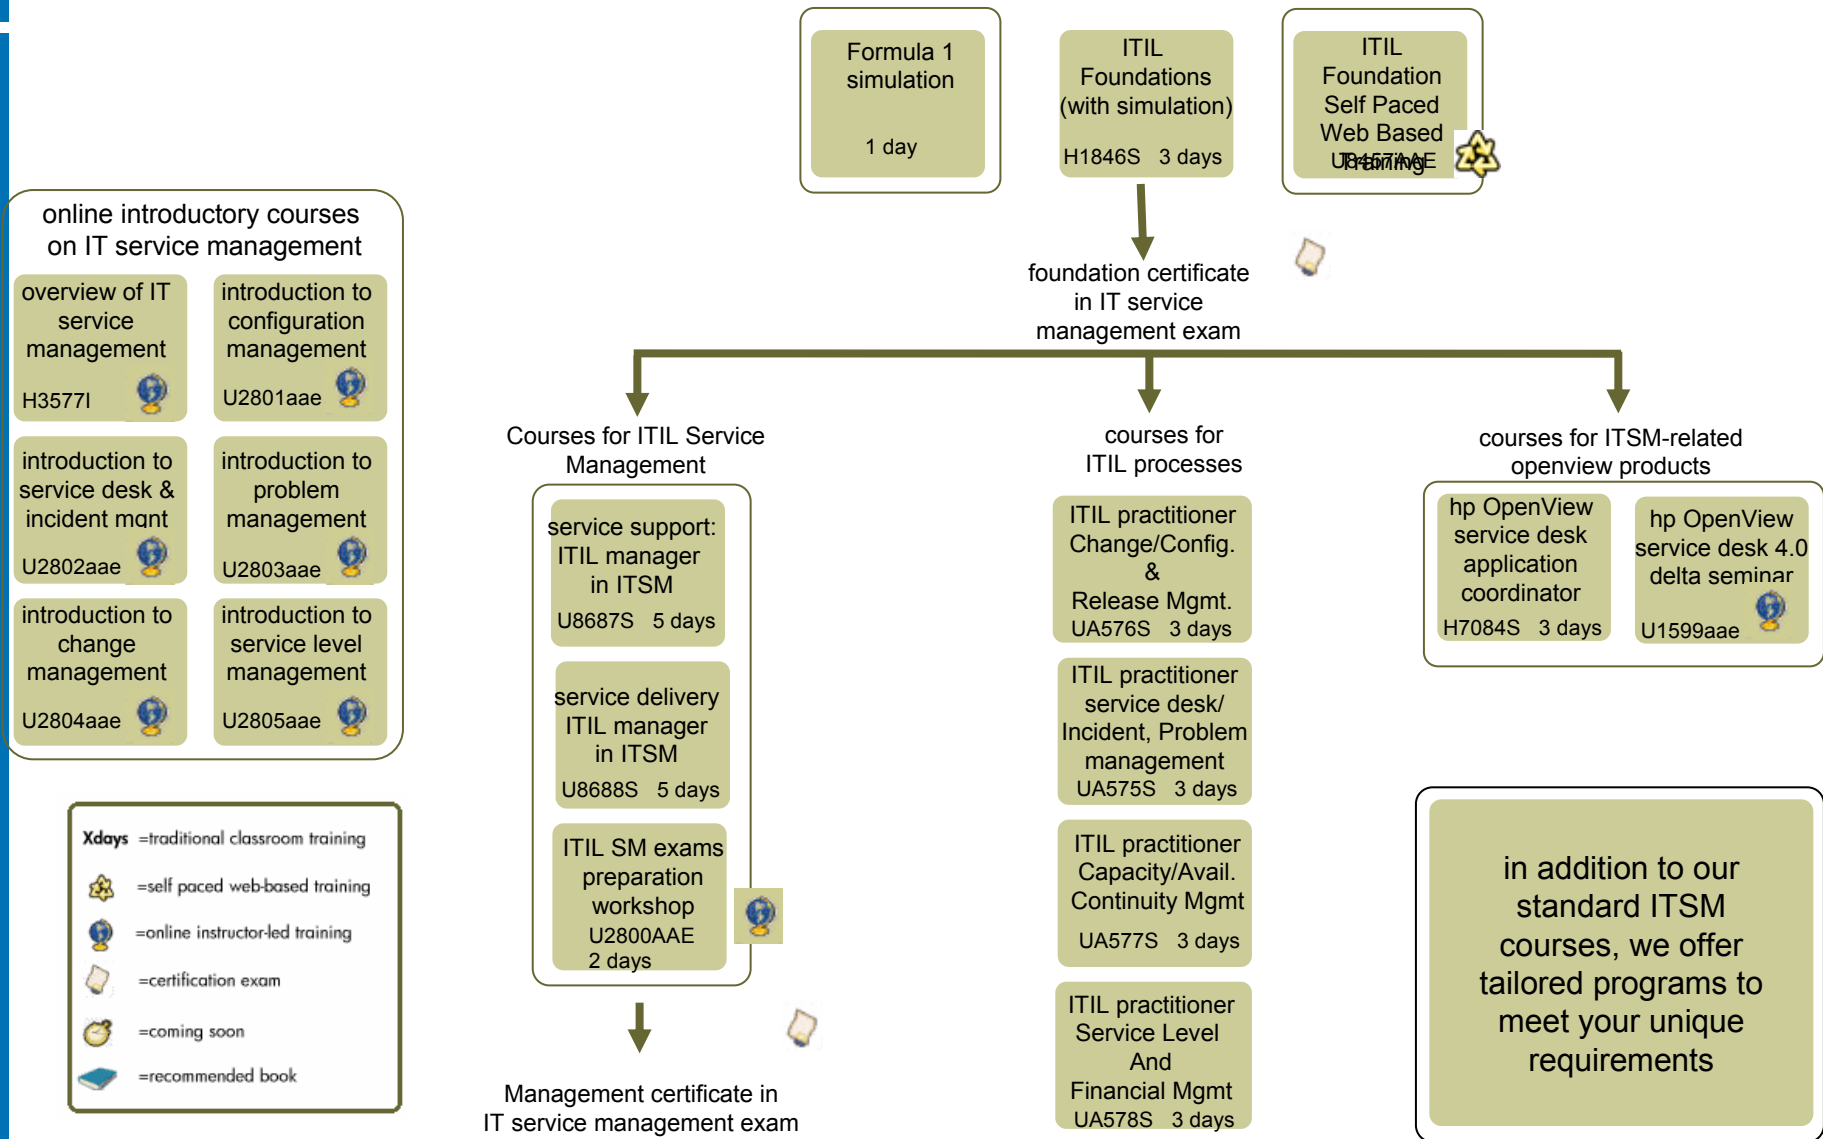 Formula 1
simulation
1 day
ITIL
Foundations
(with simulation)
H1846S 3 days
ITIL
Foundation
Self Paced
Web Based
Training
U8457AAE
foundation certificate
in IT service
management exam
online introductory courses
on IT service management
overview of IT
service
management
H3577I
introduction to
configuration
management
U2801aae
introduction to
service desk &
incident mgnt
U2802aae
introduction to
problem
management
U2803aae
introduction to
change
management
U2804aae
introduction to
service level
management
U2805aae
Xdays =traditional classroom training
=self paced web-based training
=online instructor-led training
=certification exam
=coming soon
=recommended book
Courses for ITIL Service
Management
service support:
ITIL manager
in ITSM
U8687S 5 days
service delivery
ITIL manager
in ITSM
U8688S 5 days
ITIL SM exams
preparation
workshop
U2800AAE
2 days
Management certificate in
IT service management exam
courses for
ITIL processes
ITIL practitioner
Change/Config.
&
Release Mgmt.
UA576S 3 days
ITIL practitioner
service desk/
Incident, Problem
management
UA575S 3 days
ITIL practitioner
Capacity/Avail.
Continuity Mgmt
UA577S 3 days
ITIL practitioner
Service Level
And
Financial Mgmt
UA578S 3 days
courses for ITSM-related
openview products
hp OpenView
service desk
application
coordinator
H7084S 3 days
hp OpenView
service desk 4.0
delta seminar
U1599aae
in addition to our
standard ITSM
courses, we offer
tailored programs to
meet your unique
requirements